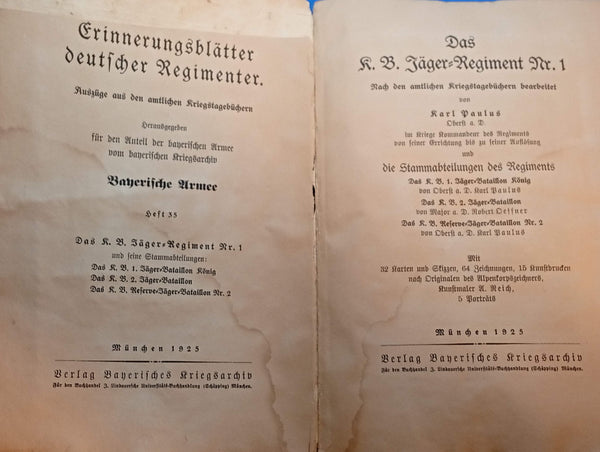 Erinnerungsblätter
deutscher Regimenter.
Auszüge aus den amtlichen Kriegstagebüchern
Herausgegeben
für den Anteil der bayerischen Armee
vom bayerischen Kriegsarchiv
Bayerische Armee
Heft 35
Das K. B. Jäger-Regiment Nr. 1
und seine Stammabteilungen:
Das K. B. 1. Jäger-Bataillon König
Das K. B. 2. Jäger-Bataillon
Das K. B. Reserve-Jäger-Bataillon Nr. 2
München 1925
Verlag Bayerisches Kriegsarchiv
Für den Buchhandel J. Lindauersche Universitäts-Buchhandlung (Schöpping) München.
Das
K. B. Jäger-Regiment Nr. 1
Nach den amtlichen Kriegstagebüchern bearbeitet
von
Karl Paulus
Oberst a. D.
im Kriege Kommandeur des Regiments
von seiner Errichtung bis zu seiner Auflösung
und
die Stammabteilungen des Regiments
Das K. B. 1. Jäger-Bataillon König
von Oberst a. D. Karl Paulus
Das K. B. 2. Jäger-Bataillon
von Major a. D. Robert Oeffner
Das K. B. Reserve-Jäger-Bataillon Nr. 2
von Oberst a. D. Karl Paulus
Mit
32 Karten und Skizzen, 64 Zeichnungen, 15 Kunstdrucken
nach Originalen des Alpenkorpszeichners,
Kunstmaler A. Reich,
5 Porträts
München 1925
Verlag Bayerisches Kriegsarchiv
Für den Buchhandel J. Lindauersche Universitäts-Buchhandlung (Schöpping) München.